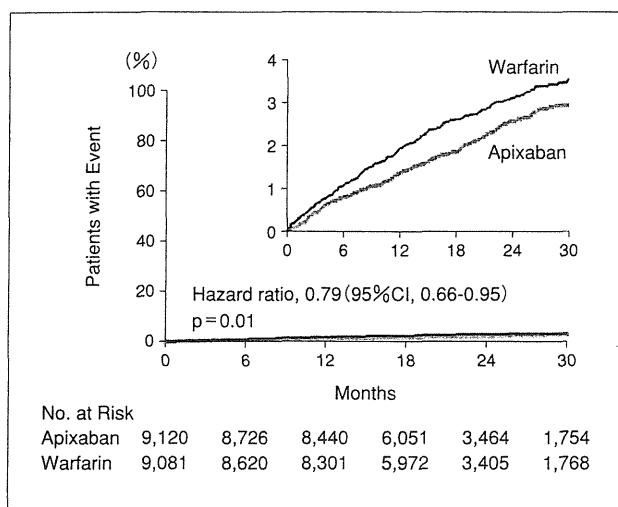 (%)
Patients with Event
100
80
60
40
20
0
4
3
2
1
0
Warfarin
Apixaban
0 6 12 18 24 30
Hazard ratio, 0.79(95%CI, 0.66-0.95)
p=0.01
0 6 12 18 24 30
Months
No. at Risk
Apixaban 9,120 8,726 8,440 6,051 3,464 1,754
Warfarin 9,081 8,620 8,301 5,972 3,405 1,768